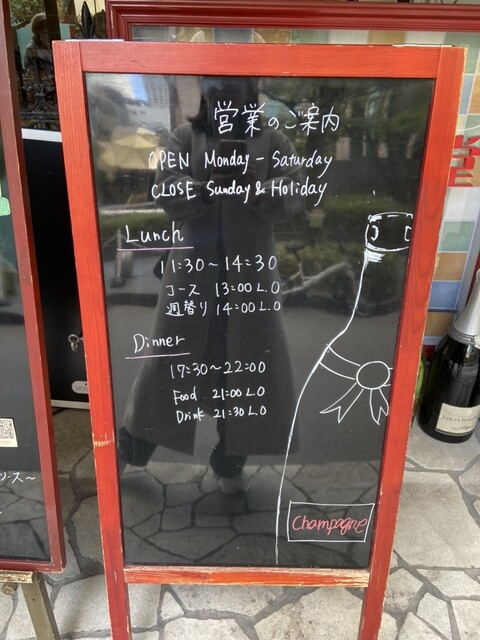 営業のご案内
OPEN Monday - Saturday
CLOSE Sunday & Holiday
Lunch
11:30～14:30
コース 13:00 L.O
週替り 14:00 L.O
Dinner
17:30～22:00
Food 21:00 L.O
Drink 21:30 L.O
Champagne